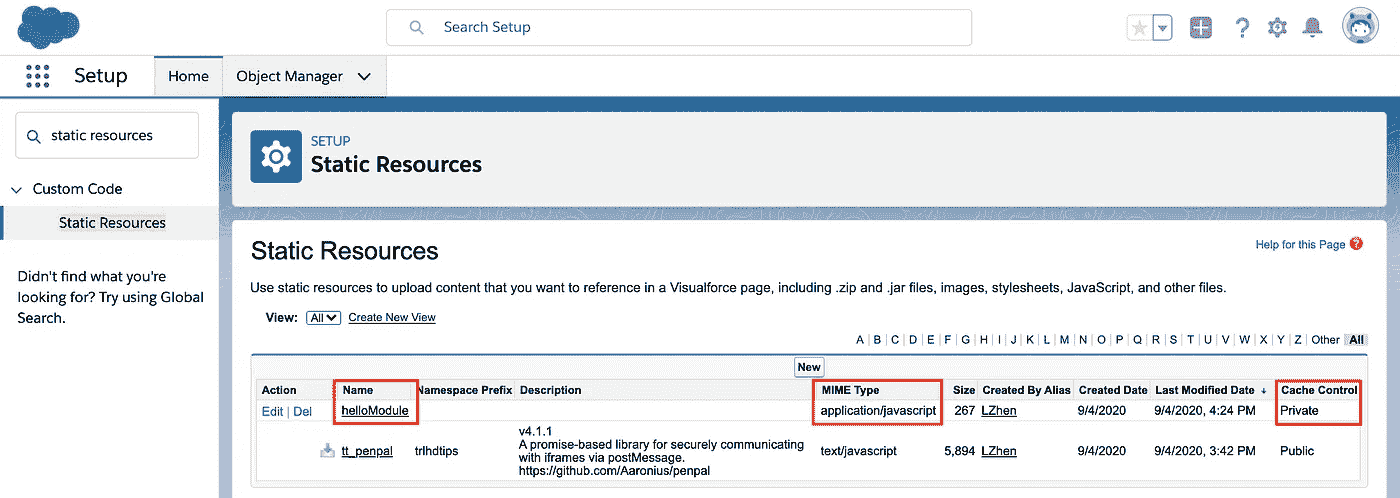 Search Setup
Setup
Home
Object Manager
static resources
Custom Code
Static Resources
Didn't find what you're
looking for? Try using Global
Search.
SETUP
Static Resources
Static Resources
Help for this Page ?
Use static resources to upload content that you want to reference in a Visualforce page, including .zip and .jar files, images, stylesheets, JavaScript, and other files.
View: All Create New View
A | B | C | D | E | F | G | H | I | J | K | L | M | N | O | P | Q | R | S | T | U | V | W | X | Y | Z | Other | All
New
Action Name Namespace Prefix Description MIME Type Size Created By Alias Created Date Last Modified Date ↓ Cache Control
Edit | Del helloModule application/javascript 267 LZhen 9/4/2020 9/4/2020, 4:24 PM Private
v4.1.1
A promise-based library for securely communicating
tt_penpal trlhdtips with iframes via postMessage. text/javascript 5,894 LZhen 9/4/2020 9/4/2020, 3:42 PM Public
https://github.com/Aaronius/penpal